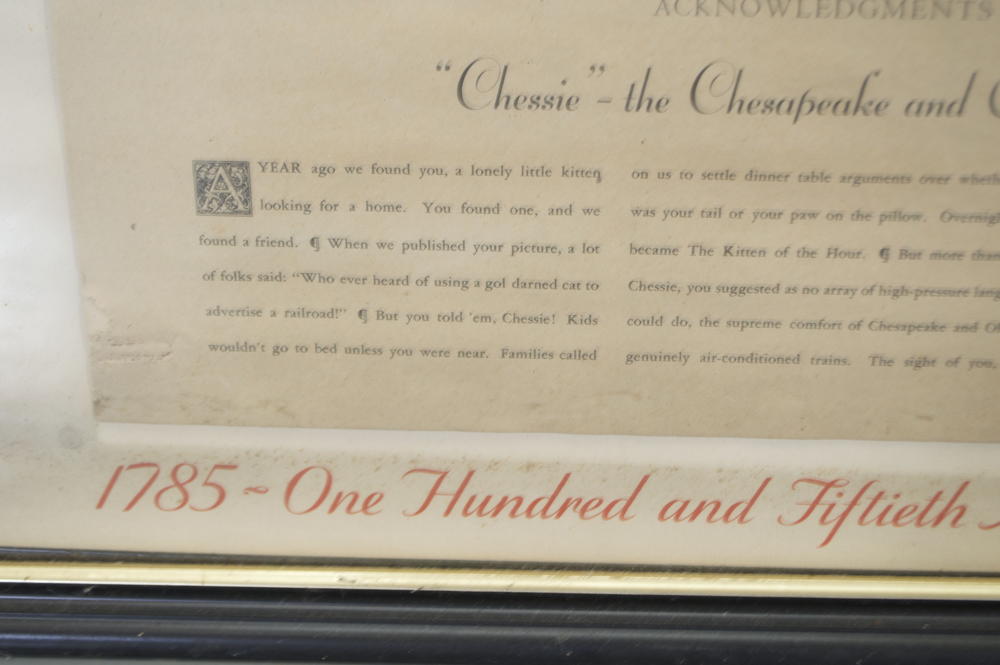 ACKNOWLEDGMENTS
"Chessie" - the Chesapeake and
A YEAR ago we found you, a lonely little kitten
looking for a home. You found one, and we
found a friend. ¶ When we published your picture, a lot
of folks said: "Who ever heard of using a gol darned cat to
advertise a railroad!" ¶ But you told 'em, Chessie! Kids
wouldn't go to bed unless you were near. Families called
on us to settle dinner table arguments over wheth
was your tail or your paw on the pillow. Overnig
became The Kitten of the Hour. ¶ But more than
Chessie, you suggested as no array of high-pressure lang
could do, the supreme comfort of Chesapeake and O
genuinely air-conditioned trains. The sight of you,
1785 ~ One Hundred and Fiftieth